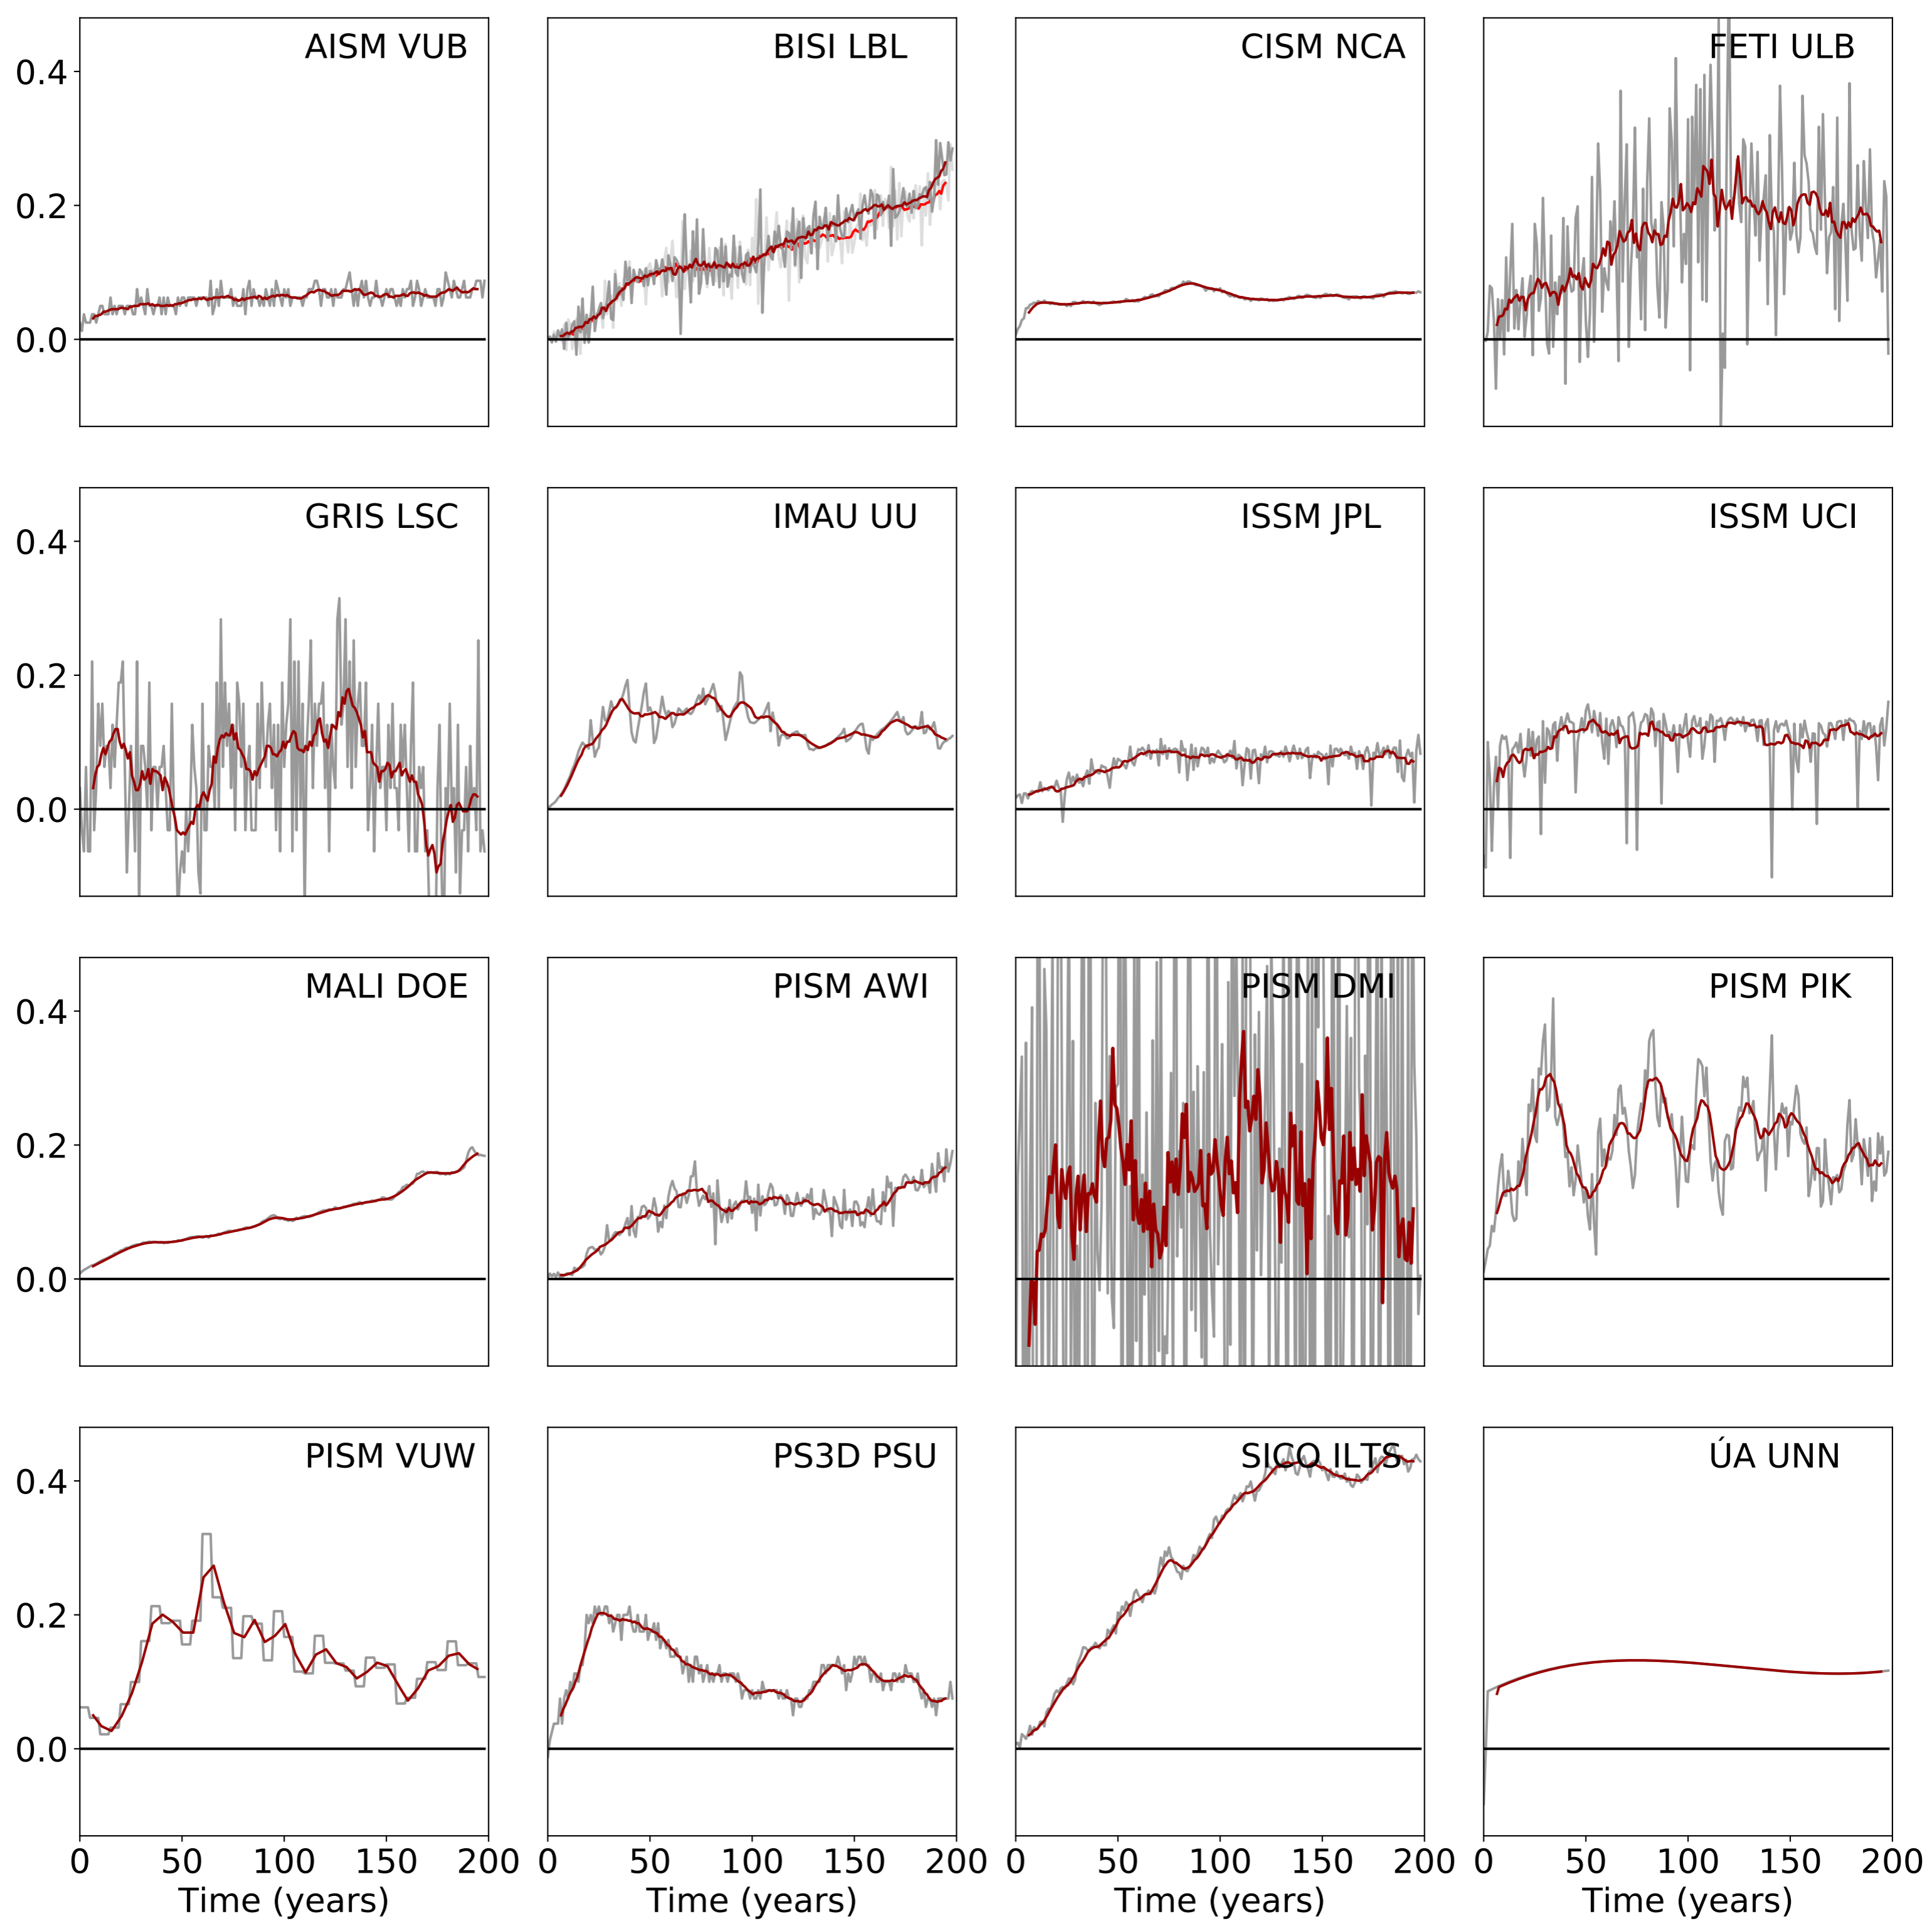 AISM VUB
BISI LBL
CISM NCA
FETI ULB
0.4
0.2
0.0
GRIS LSC
IMAU UU
ISSM JPL
ISSM UCI
0.4
0.2
0.0
MALI DOE
PISM AWI
PISM DMI
PISM PIK
0.4
0.2
0.0
PISM VUW
PS3D PSU
SICO ILTS
ÚA UNN
0.4
0.2
0.0
0 50 100 150 200
0 50 100 150 200
0 50 100 150 200
0 50 100 150 200
Time (years)
Time (years)
Time (years)
Time (years)